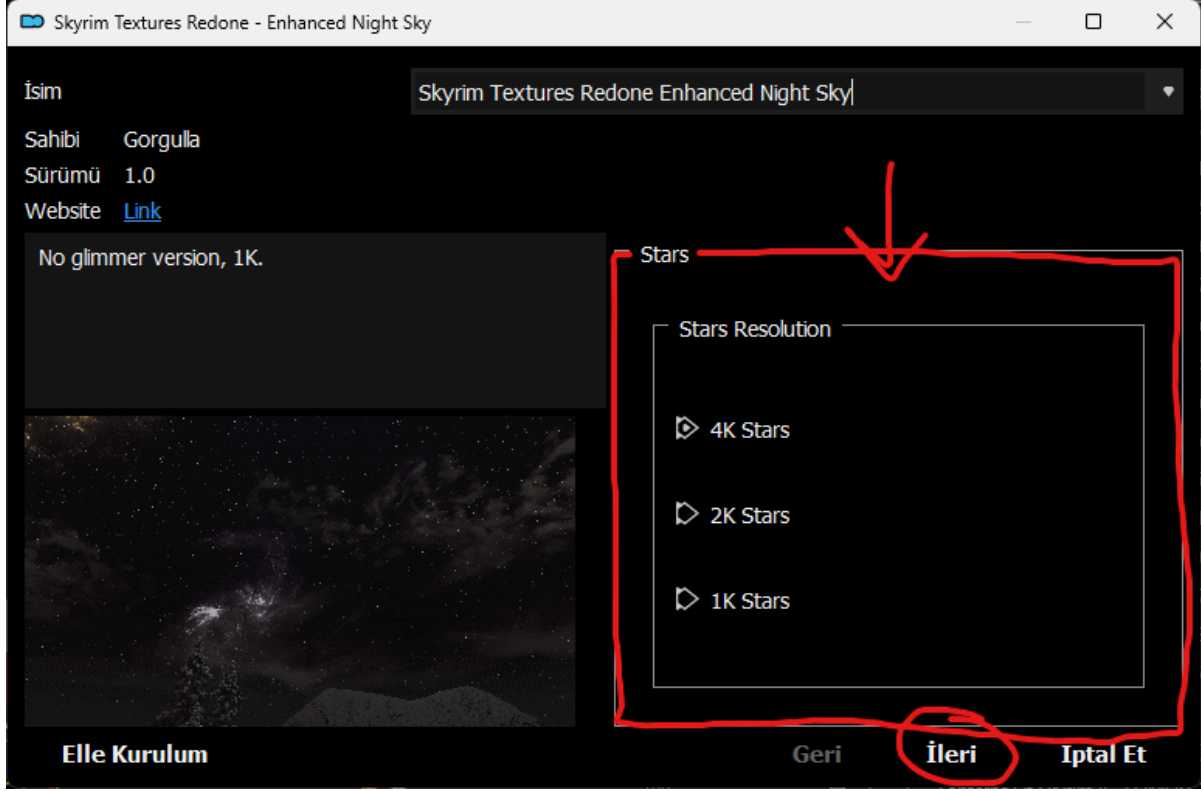 Skyrim Textures Redone - Enhanced Night Sky
İsim
Skyrim Textures Redone Enhanced Night Sky
Sahibi Gorgulla
Sürümü 1.0
Website Link
No glimmer version, 1K.
Stars
Stars Resolution
4K Stars
2K Stars
1K Stars
Elle Kurulum
Geri
İleri
Iptal Et